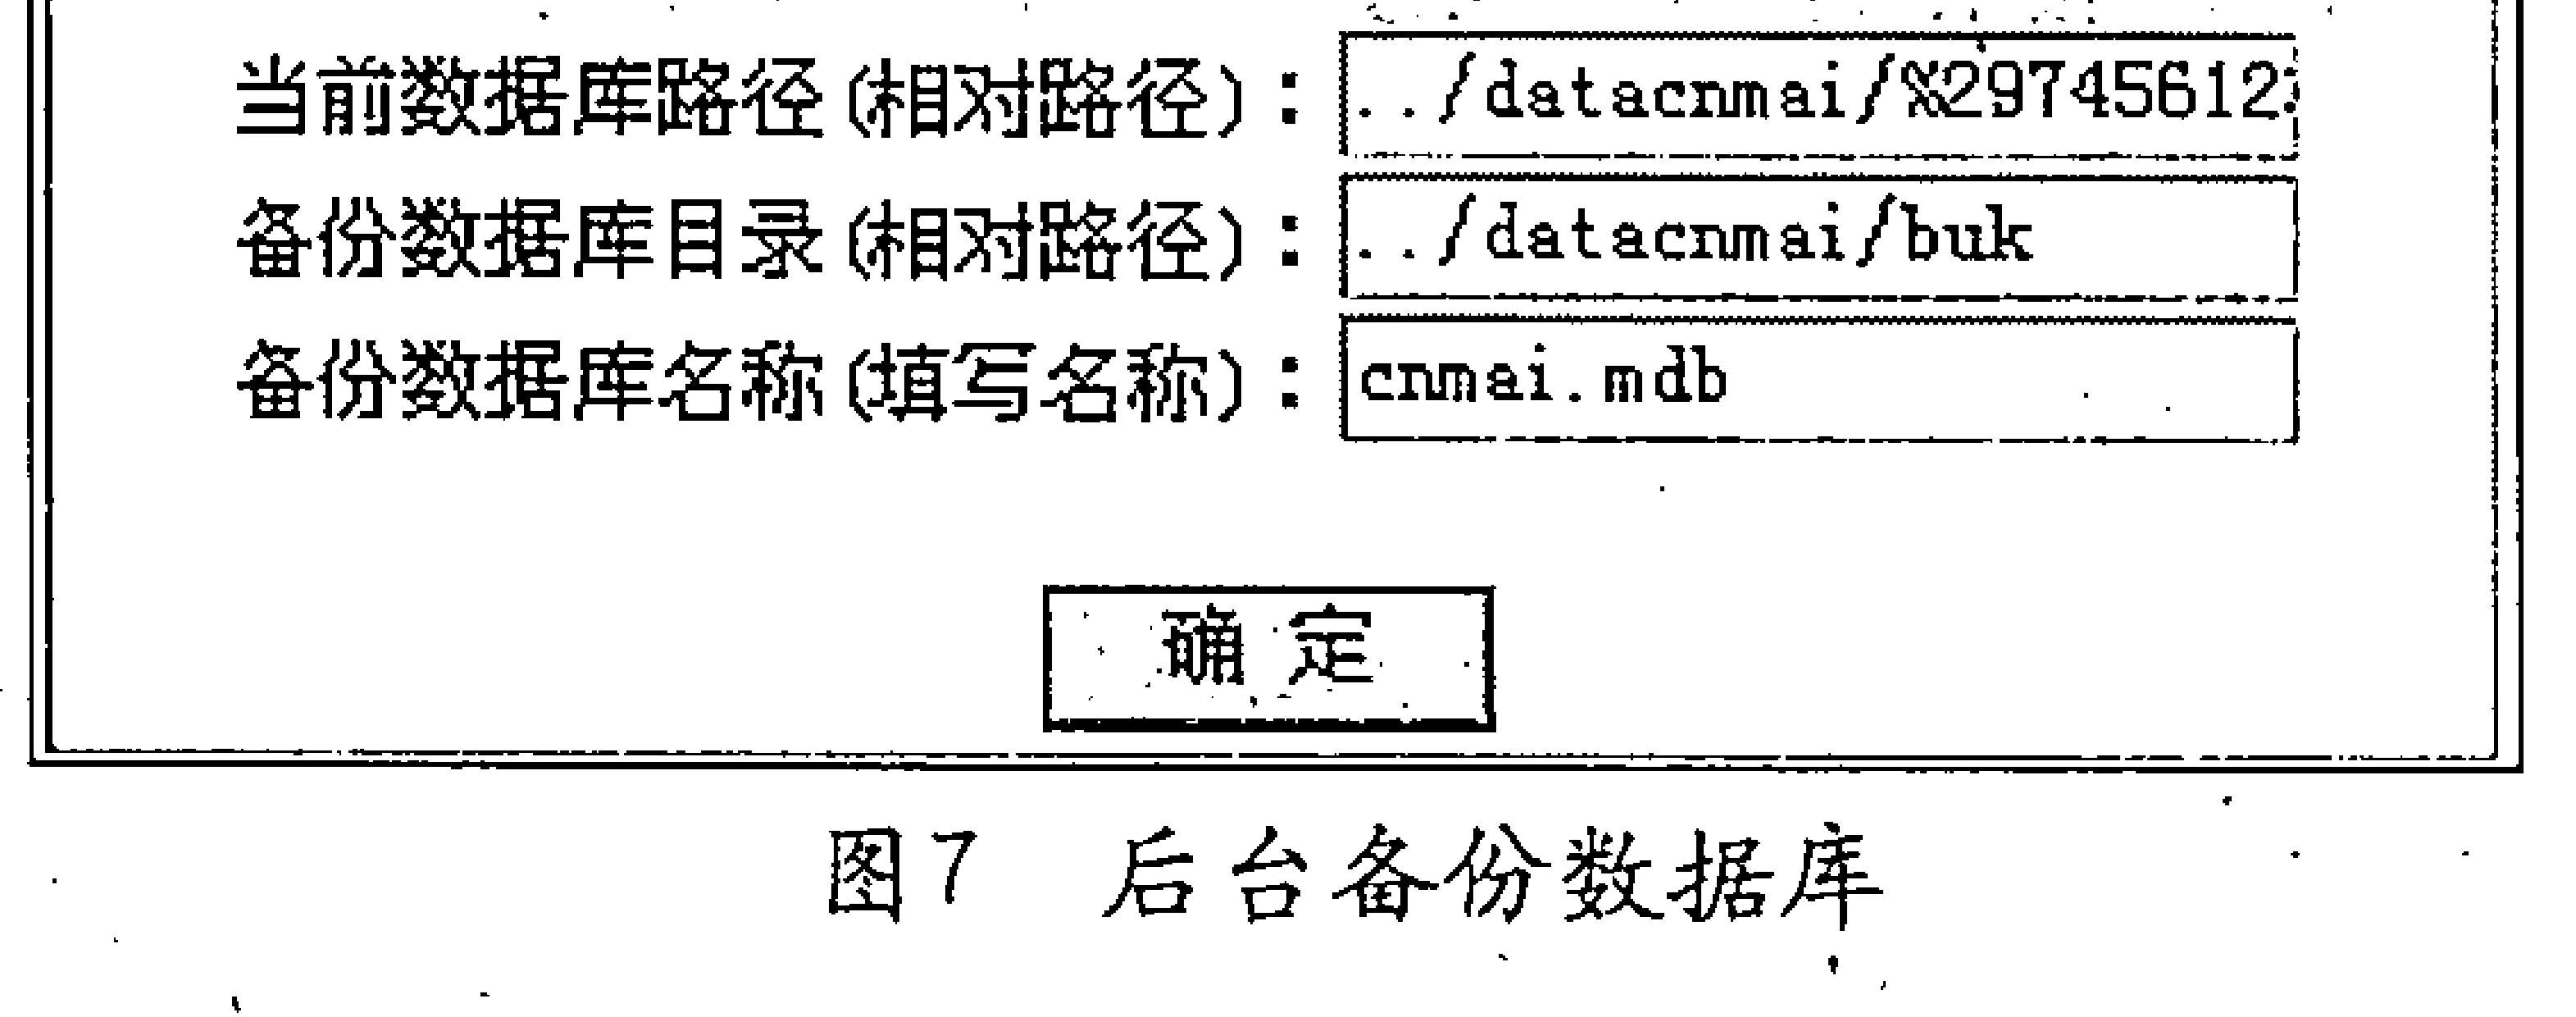 当前数据库路径(相对路径)：../datacnmai/%29745612
备份数据库目录(相对路径)：../datacnmai/buk
备份数据库名称(填写名称)：cnmai.mdb
确 定
图7 后台备份数据库